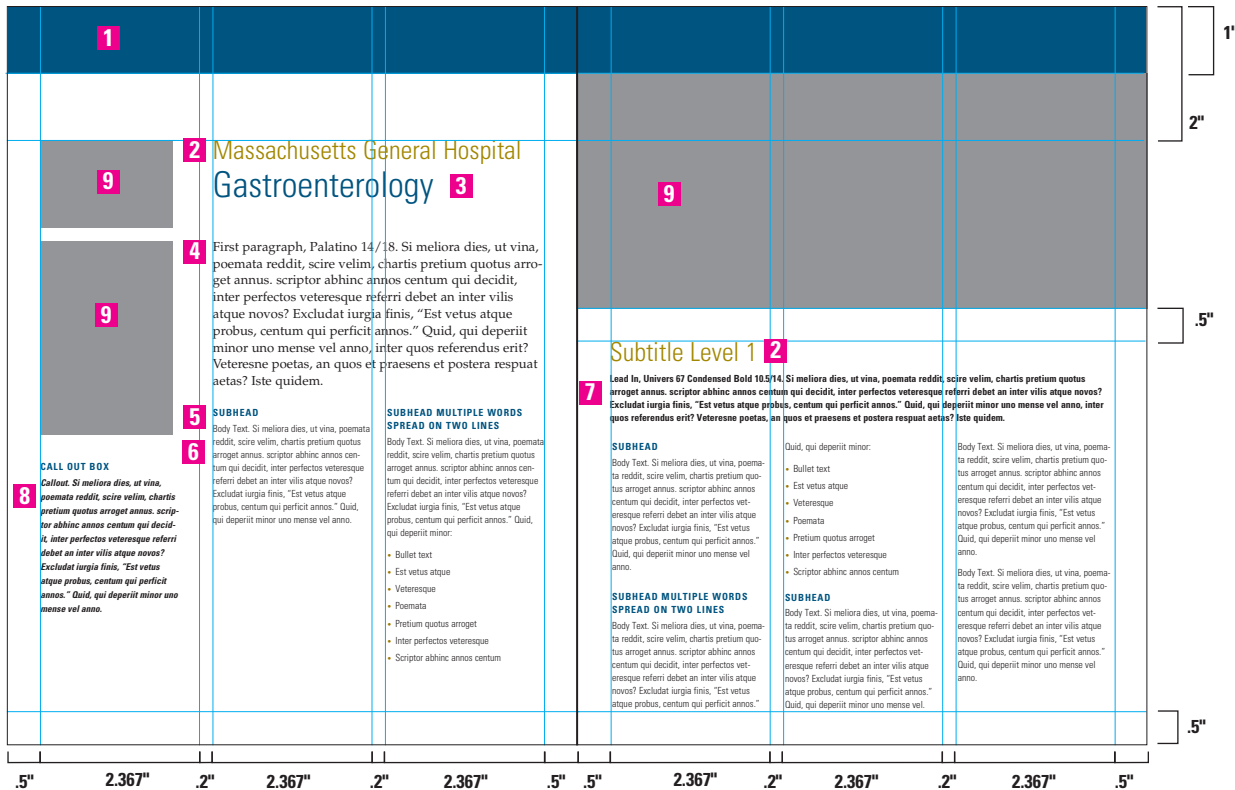 1
1"
2"
2 Massachusetts General Hospital
Gastroenterology 3
9
9
4 First paragraph, Palatino 14/18. Si meliora dies, ut vina,
poemata reddit, scire velim, chartis pretium quotus arro-
get annus. scriptor abhinc annos centum qui decidit,
inter perfectos veteresque referri debet an inter vilis
atque novos? Excludat iurgia finis, “Est vetus atque
probus, centum qui perficit annos.” Quid, qui deperiit
minor uno mense vel anno, inter quos referendus erit?
Veteresne poetas, an quos et praesens et postera respuat
aetas? Iste quidem.
9
5 SUBHEAD
Body Text. Si meliora dies, ut vina, poemata
reddit, scire velim, chartis pretium quotus
6 arroget annus. scriptor abhinc annos cen-
tum qui decidit, inter perfectos veteresque
referri debet an inter vilis atque novos?
Excludat iurgia finis, “Est vetus atque
probus, centum qui perficit annos.” Quid,
qui deperiit minor uno mense vel anno.
SUBHEAD MULTIPLE WORDS
SPREAD ON TWO LINES
Body Text. Si meliora dies, ut vina, poemata
reddit, scire velim, chartis pretium quotus
arroget annus. scriptor abhinc annos cen-
tum qui decidit, inter perfectos veteresque
referri debet an inter vilis atque novos?
Excludat iurgia finis, “Est vetus atque
probus, centum qui perficit annos.” Quid,
qui deperiit minor:
• Bullet text
• Est vetus atque
• Veteresque
• Poemata
• Pretium quotus arroget
• Inter perfectos veteresque
• Scriptor abhinc annos centum
CALL OUT BOX
8 Callout. Si meliora dies, ut vina,
poemata reddit, scire velim, chartis
pretium quotus arroget annus. scrip-
tor abhinc annos centum qui decid-
it, inter perfectos veteresque referri
debet an inter vilis atque novos?
Excludat iurgia finis, “Est vetus
atque probus, centum qui perficit
annos.” Quid, qui deperiit minor uno
mense vel anno.
.5"
Subtitle Level 1 2
7 Lead In, Univers 67 Condensed Bold 10.5/14. Si meliora dies, ut vina, poemata reddit, scire velim, chartis pretium quotus
arroget annus. scriptor abhinc annos centum qui decidit, inter perfectos veteresque referri debet an inter vilis atque novos?
Excludat iurgia finis, “Est vetus atque probus, centum qui perficit annos.” Quid, qui deperiit minor uno mense vel anno, inter
quos referendus erit? Veteresne poetas, an quos et praesens et postera respuat aetas? Iste quidem.
SUBHEAD
Body Text. Si meliora dies, ut vina, poema-
ta reddit, scire velim, chartis pretium quo-
tus arroget annus. scriptor abhinc annos
centum qui decidit, inter perfectos vet-
eresque referri debet an inter vilis atque
novos? Excludat iurgia finis, “Est vetus
atque probus, centum qui perficit annos.”
Quid, qui deperiit minor uno mense vel
anno.
SUBHEAD MULTIPLE WORDS
SPREAD ON TWO LINES
Body Text. Si meliora dies, ut vina, poema-
ta reddit, scire velim, chartis pretium quo-
tus arroget annus. scriptor abhinc annos
centum qui decidit, inter perfectos vet-
eresque referri debet an inter vilis atque
novos? Excludat iurgia finis, “Est vetus
atque probus, centum qui perficit annos.”
Quid, qui deperiit minor:
• Bullet text
• Est vetus atque
• Veteresque
• Poemata
• Pretium quotus arroget
• Inter perfectos veteresque
• Scriptor abhinc annos centum
SUBHEAD
Body Text. Si meliora dies, ut vina, poema-
ta reddit, scire velim, chartis pretium quo-
tus arroget annus. scriptor abhinc annos
centum qui decidit, inter perfectos vet-
eresque referri debet an inter vilis atque
novos? Excludat iurgia finis, “Est vetus
atque probus, centum qui perficit annos.”
Quid, qui deperiit minor uno mense vel.
Body Text. Si meliora dies, ut vina, poema-
ta reddit, scire velim, chartis pretium quo-
tus arroget annus. scriptor abhinc annos
centum qui decidit, inter perfectos vet-
eresque referri debet an inter vilis atque
novos? Excludat iurgia finis, “Est vetus
atque probus, centum qui perficit annos.”
Quid, qui deperiit minor uno mense vel
anno.
Body Text. Si meliora dies, ut vina, poema-
ta reddit, scire velim, chartis pretium quo-
tus arroget annus. scriptor abhinc annos
centum qui decidit, inter perfectos vet-
eresque referri debet an inter vilis atque
novos? Excludat iurgia finis, “Est vetus
atque probus, centum qui perficit annos.”
Quid, qui deperiit minor uno mense vel
anno.
.5"
.5" 2.367" .2" 2.367" .2" 2.367" .5" .5" 2.367" .2" 2.367" .2" 2.367" .5"